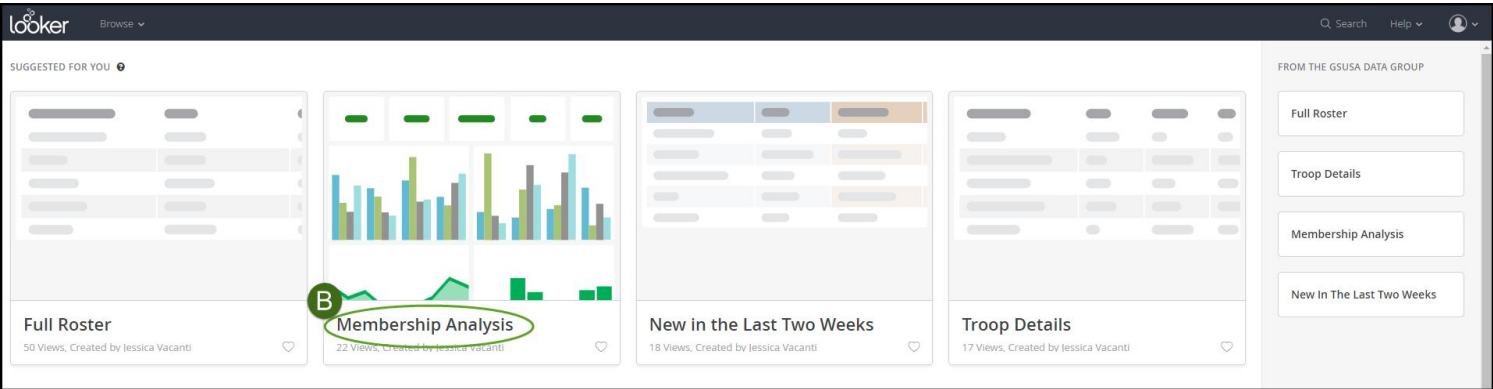 looker
Browse
Search
Help
SUGGESTED FOR YOU ?
FROM THE GSUSA DATA GROUP
Full Roster
50 Views, Created by Jessica Vacanti
B
Membership Analysis
22 Views, Created by Jessica Vacanti
New in the Last Two Weeks
18 Views, Created by Jessica Vacanti
Troop Details
17 Views, Created by Jessica Vacanti
Full Roster
Troop Details
Membership Analysis
New In The Last Two Weeks